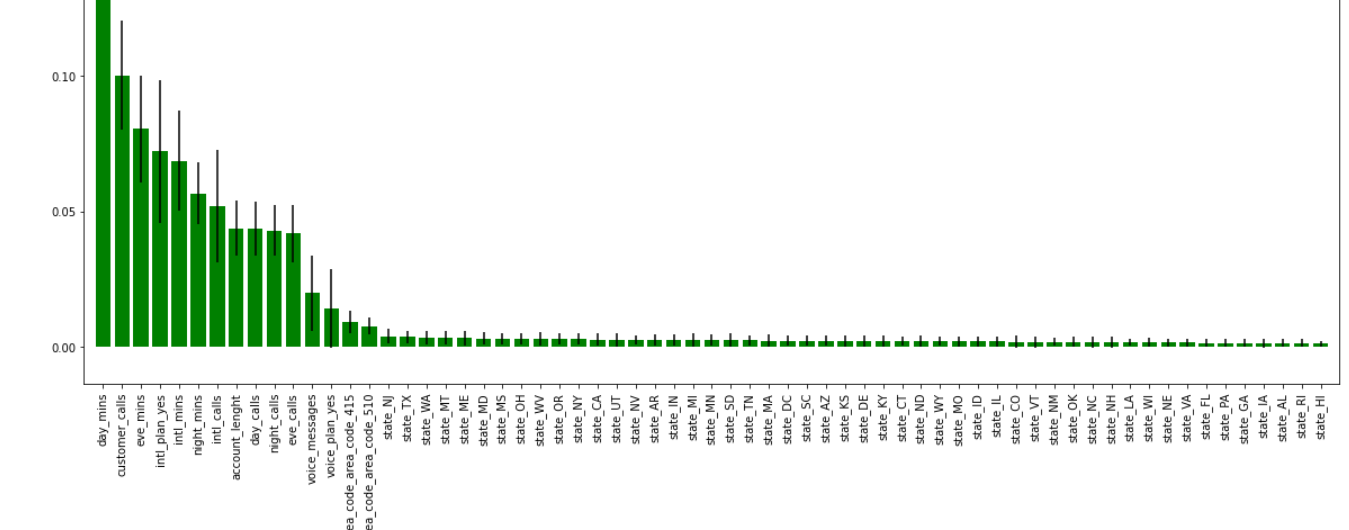 0.10
0.05
0.00
day_mins
customer_calls
eve_mins
intl_plan_yes
intl_mins
night_mins
intl_calls
account_lenght
day_calls
night_calls
eve_calls
voice_messages
voice_plan_yes
ea_code_area_code_415
ea_code_area_code_510
state_NJ
state_TX
state_WA
state_MT
state_ME
state_MD
state_MS
state_OH
state_WV
state_OR
state_NY
state_CA
state_UT
state_NV
state_AR
state_IN
state_MI
state_MN
state_SD
state_TN
state_MA
state_DC
state_SC
state_AZ
state_KS
state_DE
state_KY
state_CT
state_ND
state_WY
state_MO
state_ID
state_IL
state_CO
state_VT
state_NM
state_OK
state_NC
state_NH
state_LA
state_WI
state_NE
state_VA
state_FL
state_PA
state_GA
state_IA
state_AL
state_RI
state_HI